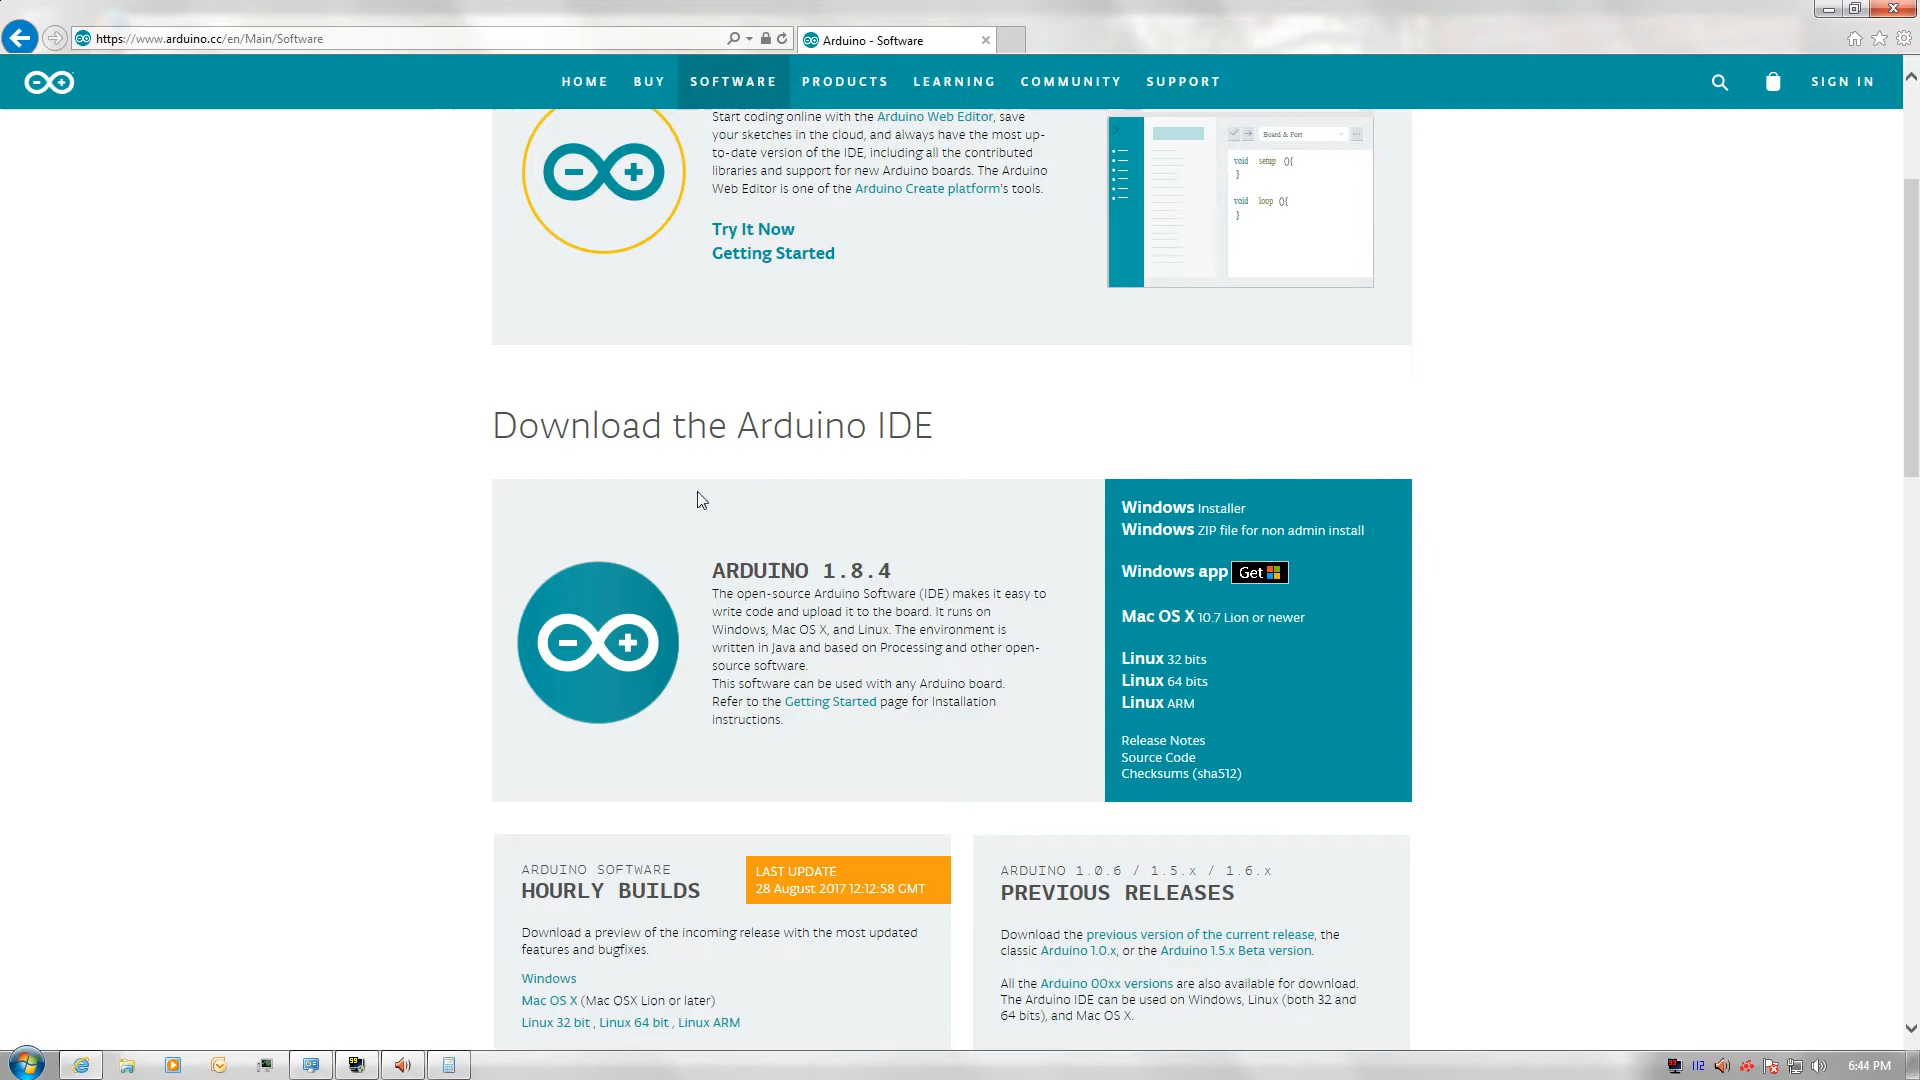 https://www.arduino.cc/en/Main/Software
Arduino - Software
HOME BUY SOFTWARE PRODUCTS LEARNING COMMUNITY SUPPORT SIGN IN
Start coding online with the Arduino Web Editor, save
your sketches in the cloud, and always have the most up-
to-date version of the IDE, including all the contributed
libraries and support for new Arduino boards. The Arduino
Web Editor is one of the Arduino Create platform's tools.
Try It Now
Getting Started
Board & Port
void setup (){
}
void loop (){
}
Download the Arduino IDE
ARDUINO 1.8.4
The open-source Arduino Software (IDE) makes it easy to
write code and upload it to the board. It runs on
Windows, Mac OS X, and Linux. The environment is
written in Java and based on Processing and other open-
source software.
This software can be used with any Arduino board.
Refer to the Getting Started page for Installation
instructions.
Windows Installer
Windows ZIP file for non admin install
Windows app Get
Mac OS X 10.7 Lion or newer
Linux 32 bits
Linux 64 bits
Linux ARM
Release Notes
Source Code
Checksums (sha512)
ARDUINO SOFTWARE
HOURLY BUILDS
LAST UPDATE
28 August 2017 12:12:58 GMT
Download a preview of the incoming release with the most updated
features and bugfixes.
Windows
Mac OS X (Mac OSX Lion or later)
Linux 32 bit , Linux 64 bit , Linux ARM
ARDUINO 1.0.6 / 1.5.x / 1.6.x
PREVIOUS RELEASES
Download the previous version of the current release, the
classic Arduino 1.0.x, or the Arduino 1.5.x Beta version.
All the Arduino 00xx versions are also available for download.
The Arduino IDE can be used on Windows, Linux (both 32 and
64 bits), and Mac OS X.
99
112
6:44 PM